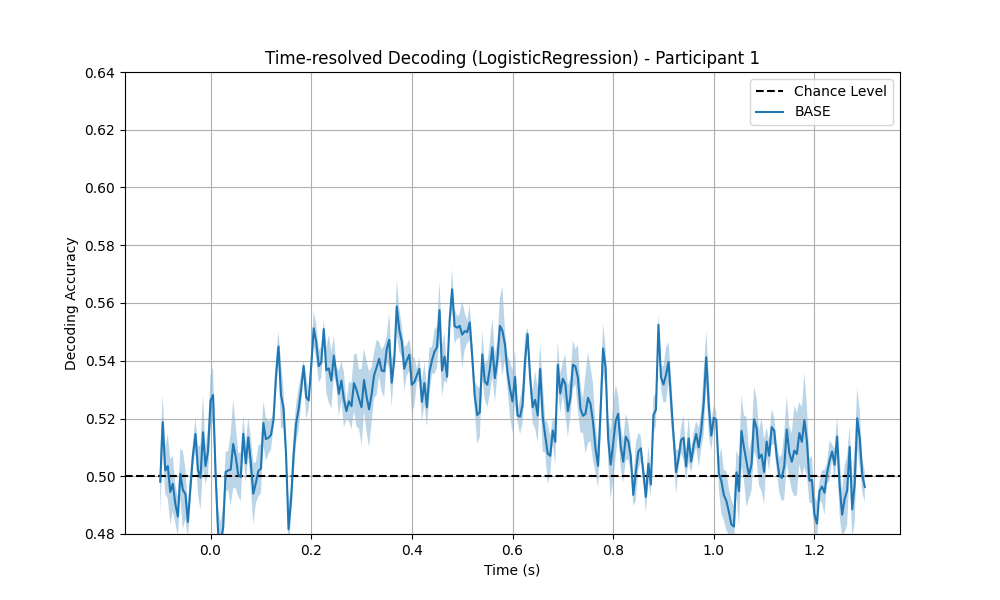 Time-resolved Decoding (LogisticRegression) - Participant 1
Chance Level
BASE
Decoding Accuracy
0.64
0.62
0.60
0.58
0.56
0.54
0.52
0.50
0.48
0.0 0.2 0.4 0.6 0.8 1.0 1.2
Time (s)